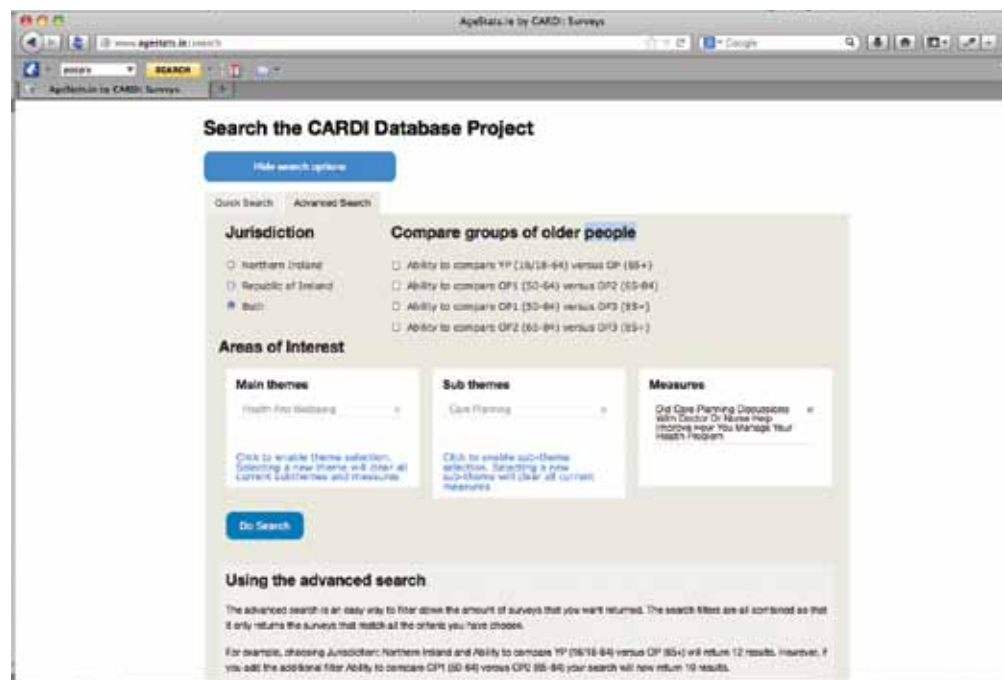 AgeStats.ie by CARDI: Surveys
www.agestats.ie/search
Google
people
SEARCH
AgeStats.ie by CARDI: Surveys
Search the CARDI Database Project
Hide search options
Quick Search Advanced Search
Jurisdiction
Northern Ireland
Republic of Ireland
Both
Compare groups of older people
Ability to compare YP (16/18-64) versus OP (65+)
Ability to compare OP1 (50-64) versus OP2 (65-84)
Ability to compare OP1 (50-64) versus OP3 (85+)
Ability to compare OP2 (65-84) versus OP3 (85+)
Areas of Interest
Main themes
Health And Wellbeing
Click to enable theme selection.
Selecting a new theme will clear all
current subthemes and measures
Sub themes
Care Planning
Click to enable sub-theme
selection. Selecting a new
sub-theme will clear all current
measures
Measures
Did Care Planning Discussions
With Doctor Or Nurse Help
Improve How You Manage Your
Health Problem
Do Search
Using the advanced search
The advanced search is an easy way to filter down the amount of surveys that you want returned. The search filters are all combined so that
it only returns the surveys that match all the criteria you have chosen.
For example, choosing Jurisdiction: Northern Ireland and Ability to compare YP (16/18-64) versus OP (65+) will return 12 results. However, if
you add the additional filter Ability to compare OP1 (50-64) versus OP2 (65-84) your search will now return 10 results.